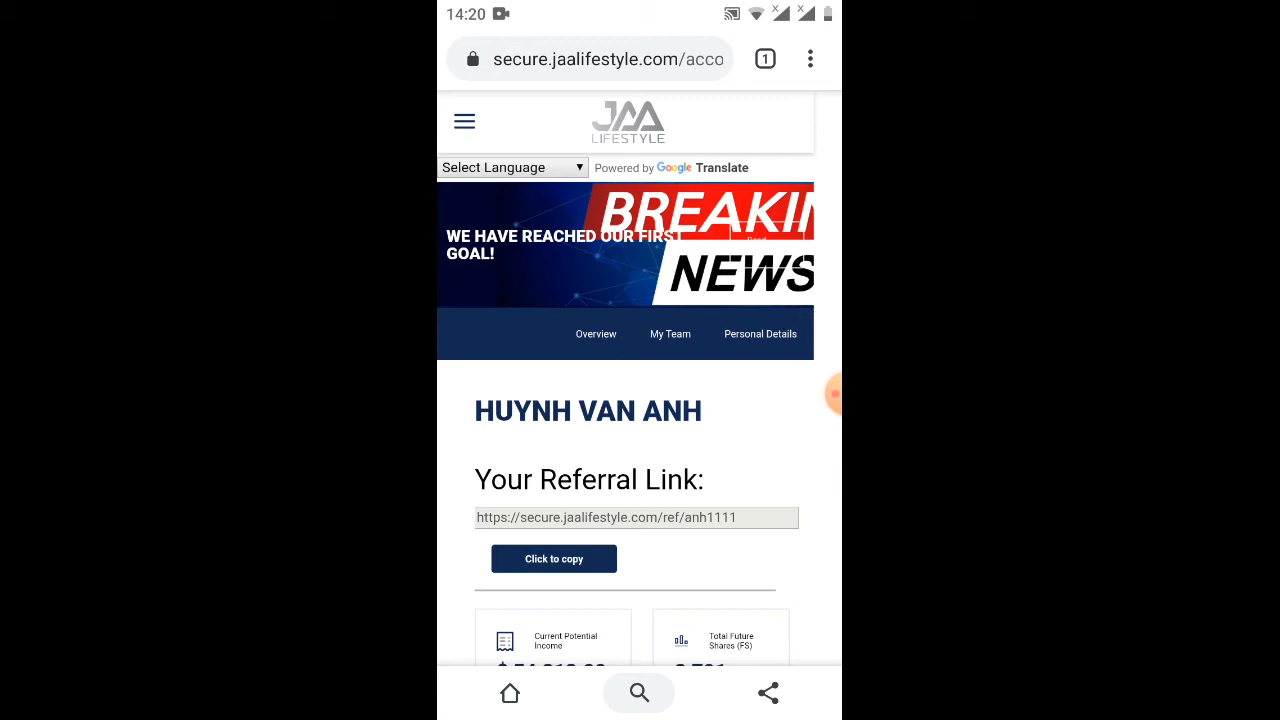 14:20
secure.jaalifestyle.com/acco
1
JAA
LIFESTYLE
Select Language
Powered by Google Translate
BREAKIN
WE HAVE REACHED OUR FIRST
GOAL!
NEWS
Overview
My Team
Personal Details
HUYNH VAN ANH
Your Referral Link:
https://secure.jaalifestyle.com/ref/anh1111
Click to copy
Current Potential
Income
Total Future
Shares (FS)